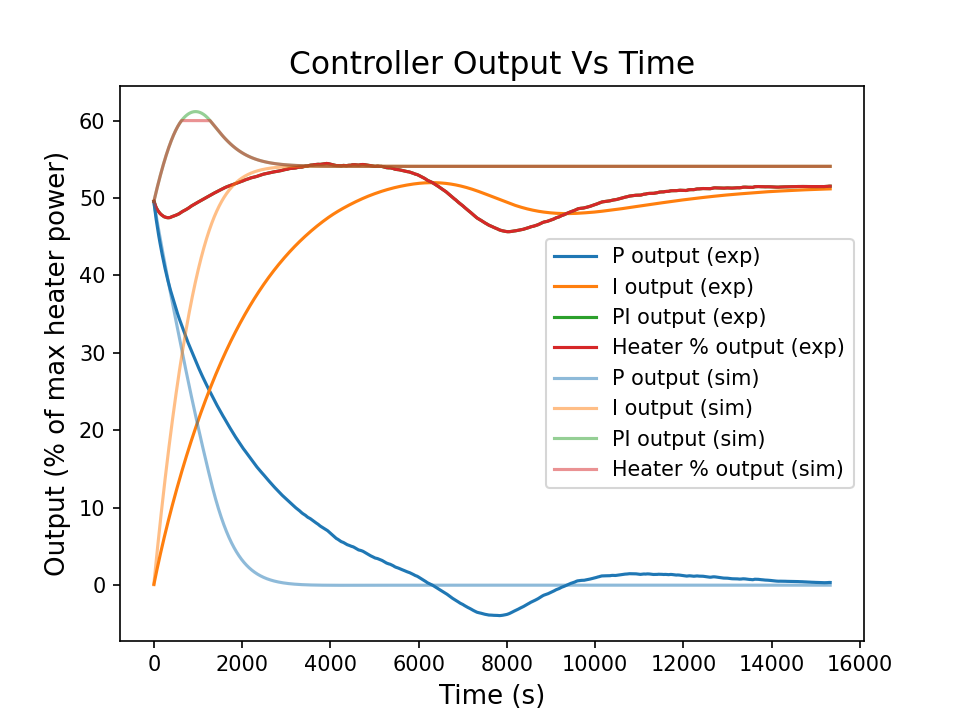 Controller Output Vs Time
Output (% of max heater power)
60
50
40
30
20
10
0
P output (exp)
I output (exp)
PI output (exp)
Heater % output (exp)
P output (sim)
I output (sim)
PI output (sim)
Heater % output (sim)
0 2000 4000 6000 8000 10000 12000 14000 16000
Time (s)